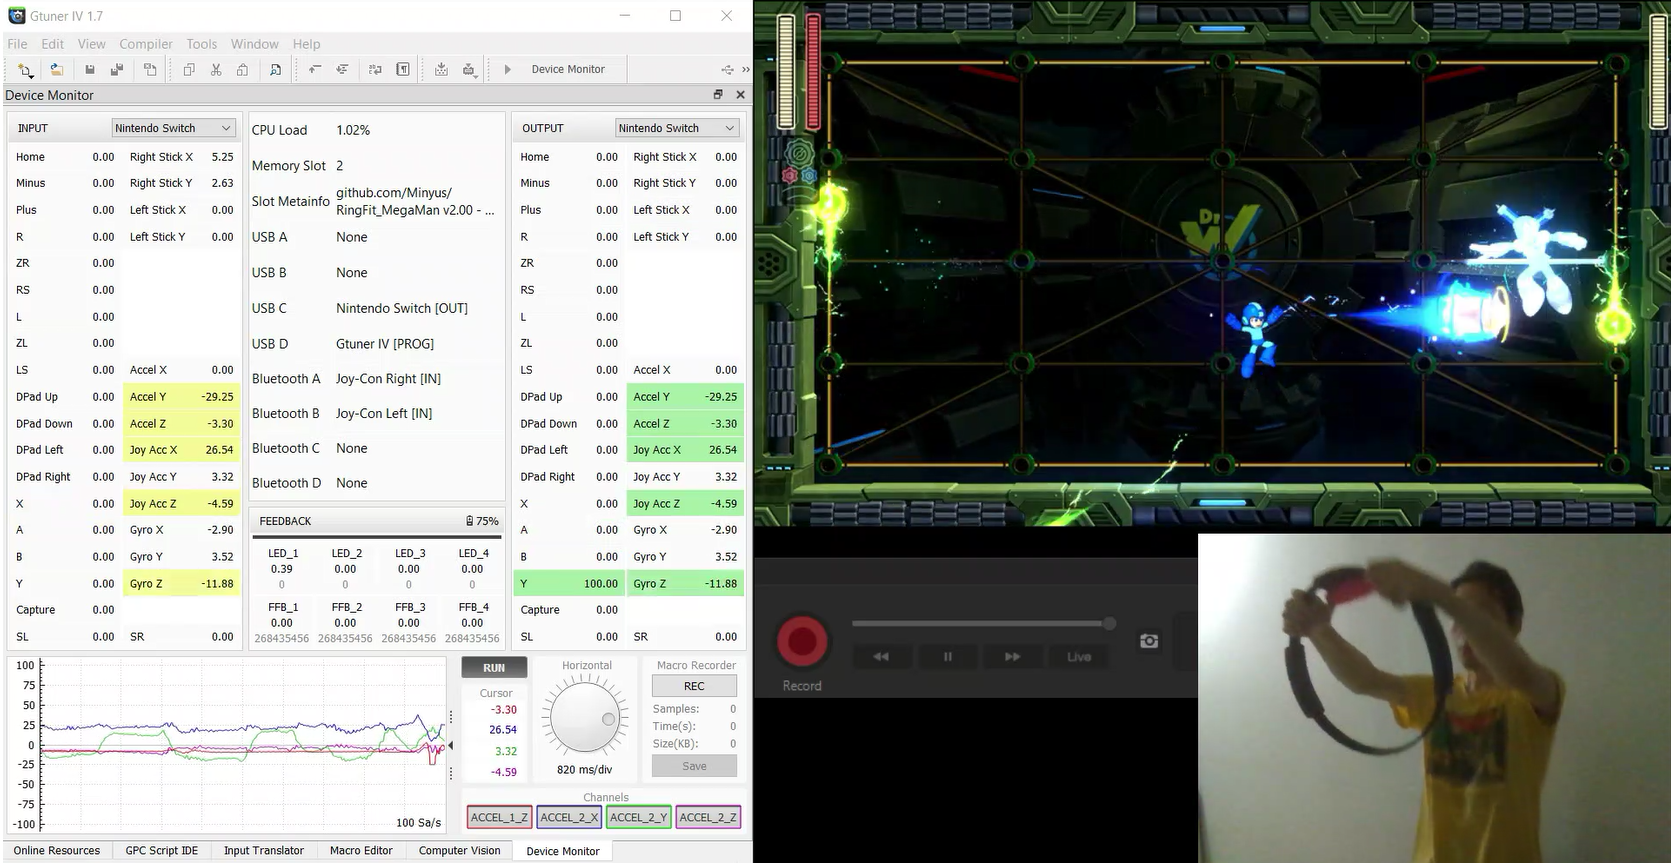 Gtuner IV 1.7
File Edit View Compiler Tools Window Help
Device Monitor
»
Device Monitor
INPUT Nintendo Switch
Home 0.00 Right Stick X 5.25
Minus 0.00 Right Stick Y 2.63
Plus 0.00 Left Stick X 0.00
R 0.00 Left Stick Y 0.00
ZR 0.00
RS 0.00
L 0.00
ZL 0.00
LS 0.00 Accel X 0.00
DPad Up 0.00 Accel Y -29.25
DPad Down 0.00 Accel Z -3.30
DPad Left 0.00 Joy Acc X 26.54
DPad Right 0.00 Joy Acc Y 3.32
X 0.00 Joy Acc Z -4.59
A 0.00 Gyro X -2.90
B 0.00 Gyro Y 3.52
Y 0.00 Gyro Z -11.88
Capture 0.00
SL 0.00 SR 0.00
CPU Load 1.02%
Memory Slot 2
Slot Metainfo github.com/Minyus/
RingFit_MegaMan v2.00 - ...
USB A None
USB B None
USB C Nintendo Switch [OUT]
USB D Gtuner IV [PROG]
Bluetooth A Joy-Con Right [IN]
Bluetooth B Joy-Con Left [IN]
Bluetooth C None
Bluetooth D None
FEEDBACK 75%
LED_1 LED_2 LED_3 LED_4
0.39 0.00 0.00 0.00
0 0 0 0
FFB_1 FFB_2 FFB_3 FFB_4
0.00 0.00 0.00 0.00
268435456 268435456 268435456 268435456
OUTPUT Nintendo Switch
Home 0.00 Right Stick X 0.00
Minus 0.00 Right Stick Y 0.00
Plus 0.00 Left Stick X 0.00
R 0.00 Left Stick Y 0.00
ZR 0.00
RS 0.00
L 0.00
ZL 0.00
LS 0.00 Accel X 0.00
DPad Up 0.00 Accel Y -29.25
DPad Down 0.00 Accel Z -3.30
DPad Left 0.00 Joy Acc X 26.54
DPad Right 0.00 Joy Acc Y 3.32
X 0.00 Joy Acc Z -4.59
A 0.00 Gyro X -2.90
B 0.00 Gyro Y 3.52
Y 100.00 Gyro Z -11.88
Capture 0.00
SL 0.00 SR 0.00
100
75
50
25
0
-25
-50
-75
-100
100 Sa/s
RUN
Cursor
-3.30
26.54
3.32
-4.59
Horizontal
820 ms/div
Macro Recorder
REC
Samples: 0
Time(s): 0
Size(KB): 0
Save
Channels
ACCEL_1_Z ACCEL_2_X ACCEL_2_Y ACCEL_2_Z
Online Resources GPC Script IDE Input Translator Macro Editor Computer Vision Device Monitor
Dr
W
Live
Record